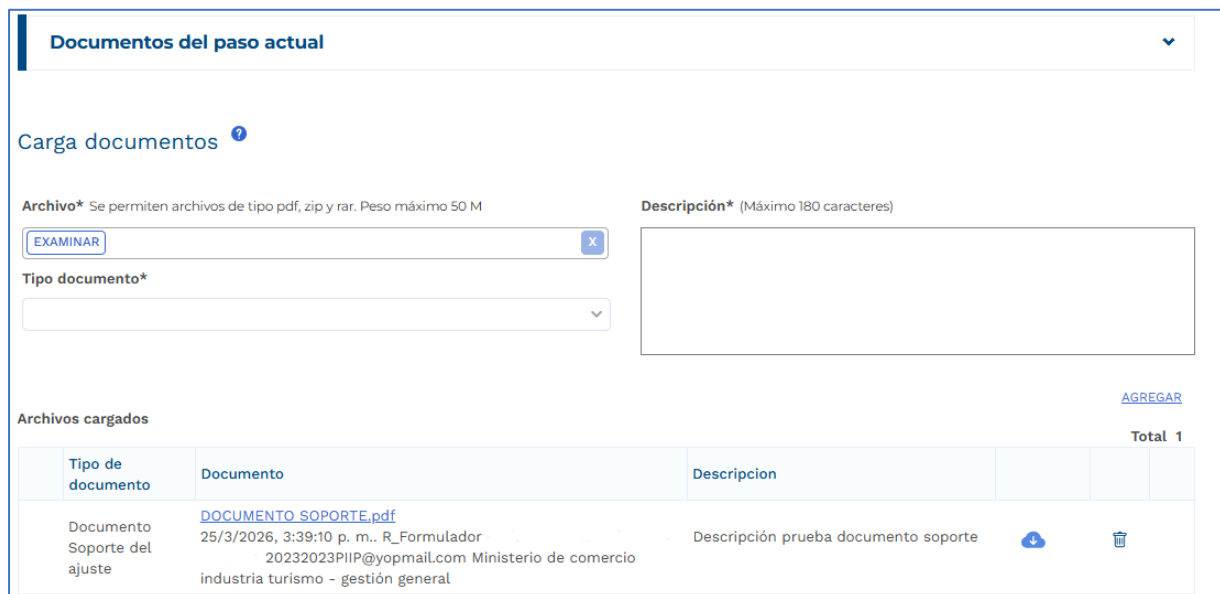 Documentos del paso actual
Carga documentos ?
Archivo* Se permiten archivos de tipo pdf, zip y rar. Peso máximo 50 M
Descripción* (Máximo 180 caracteres)
EXAMINAR
X
Tipo documento*
AGREGAR
Archivos cargados
Total 1
Tipo de
documento
Documento
Descripcion
Documento
Soporte del
ajuste
DOCUMENTO SOPORTE.pdf
25/3/2026, 3:39:10 p. m.. R_Formulador
20232023PIIP@yopmail.com Ministerio de comercio
industria turismo - gestión general
Descripción prueba documento soporte